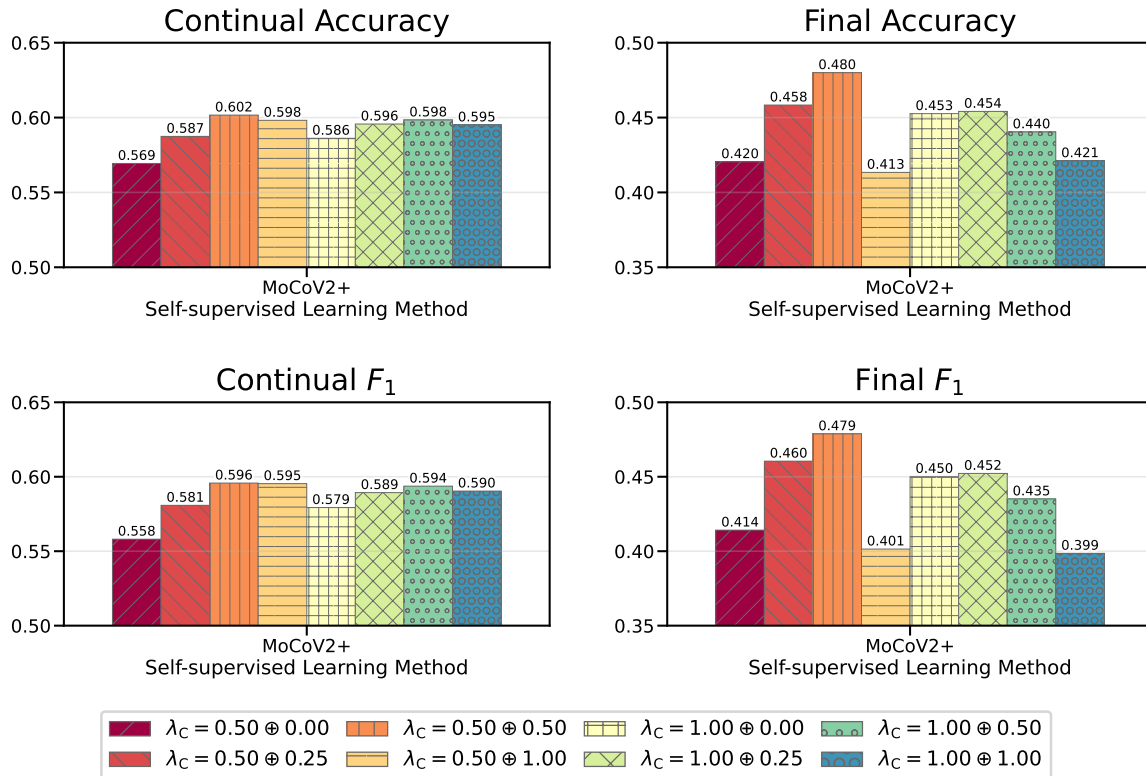 Continual Accuracy
0.65
0.60
0.55
0.50
0.569
0.587
0.602
0.598
0.586
0.596
0.598
0.595
MoCoV2+
Self-supervised Learning Method
Final Accuracy
0.50
0.45
0.40
0.35
0.420
0.458
0.480
0.413
0.453
0.454
0.440
0.421
MoCoV2+
Self-supervised Learning Method
Continual F₁
0.65
0.60
0.55
0.50
0.558
0.581
0.596
0.595
0.579
0.589
0.594
0.590
MoCoV2+
Self-supervised Learning Method
Final F₁
0.50
0.45
0.40
0.35
0.414
0.460
0.479
0.401
0.450
0.452
0.435
0.399
MoCoV2+
Self-supervised Learning Method
λ_C = 0.50 ⊕ 0.00
λ_C = 0.50 ⊕ 0.25
λ_C = 0.50 ⊕ 0.50
λ_C = 0.50 ⊕ 1.00
λ_C = 1.00 ⊕ 0.00
λ_C = 1.00 ⊕ 0.25
λ_C = 1.00 ⊕ 0.50
λ_C = 1.00 ⊕ 1.00